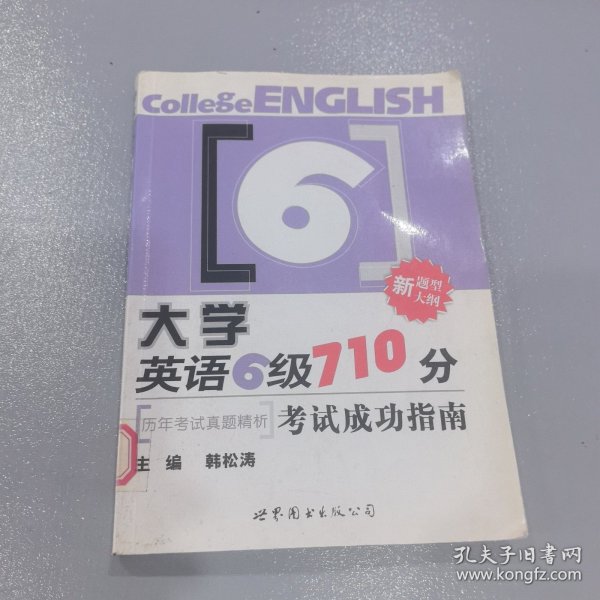 College ENGLISH
[6]
新 题型
大纲
大学
英语6级710分
[历年考试真题精析] 考试成功指南
主编 韩松涛
世界图书出版公司
孔夫子旧书网
www.kongfz.com